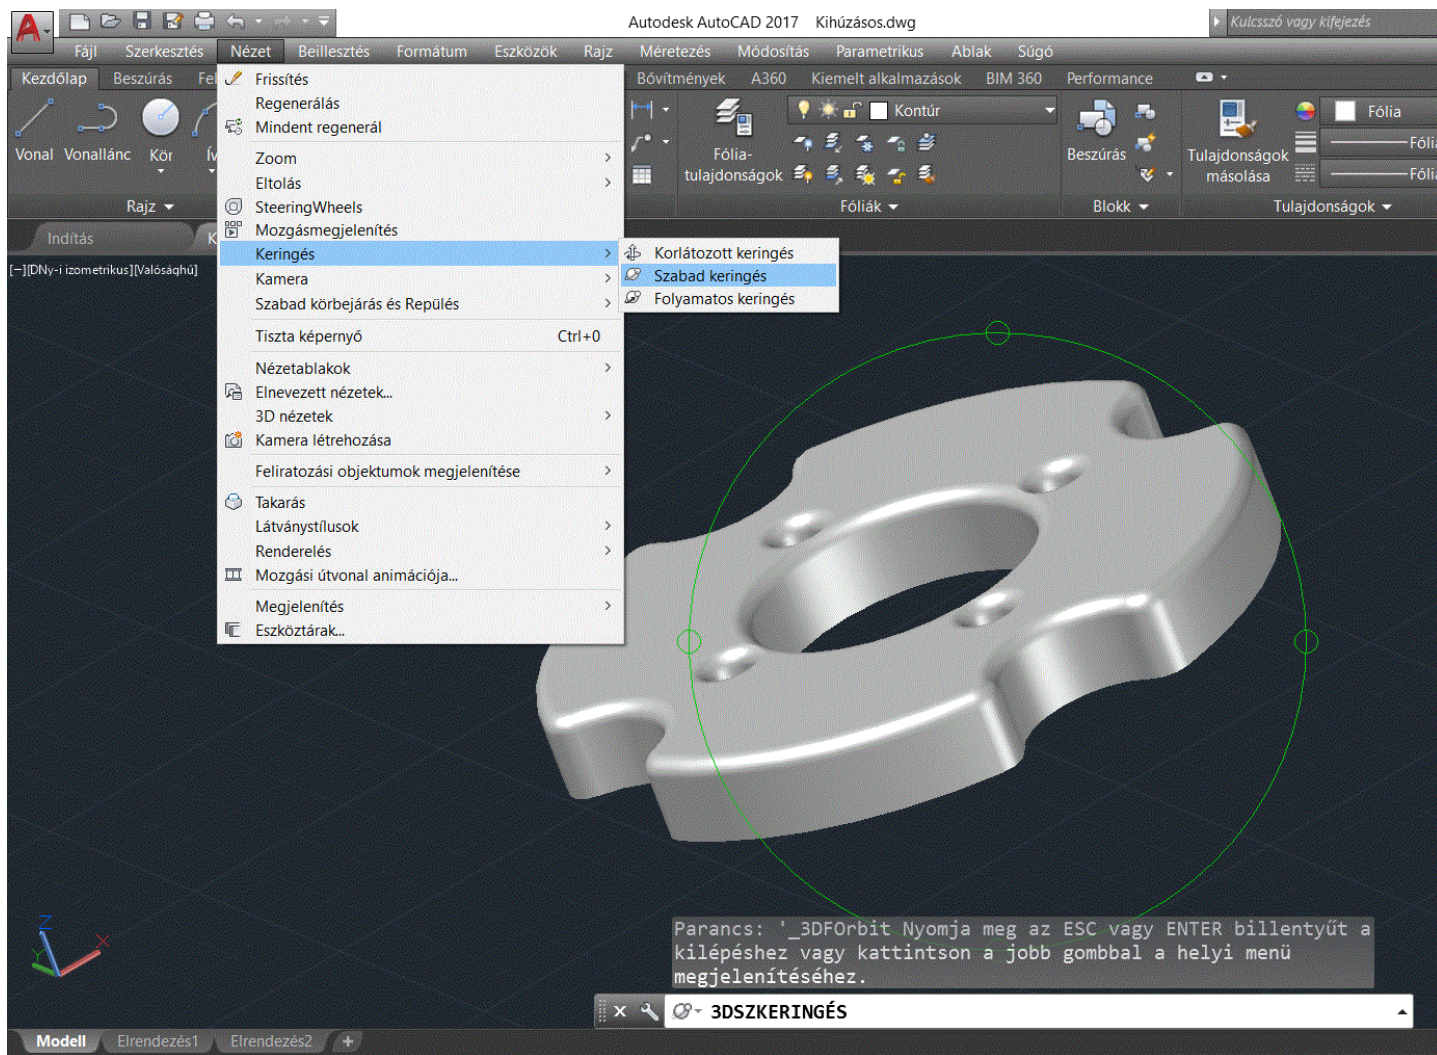 Autodesk AutoCAD 2017 Kihúzásos.dwg
Kulcsszó vagy kifejezés
Fájl Szerkesztés Nézet Beillesztés Formátum Eszközök Rajz Méretezés Módosítás Parametrikus Ablak Súgó
Kezdőlap Beszúrás Fel Bővítmények A360 Kiemelt alkalmazások BIM 360 Performance
Vonal Vonallánc Kör Ív
Rajz
Fólia-
tulajdonságok
Kontúr
Fóliák
Beszúrás
Blokk
Tulajdonságok
másolása
Fólia
Fóli
Fóli
Tulajdonságok
Indítás K
[−][DNy-i izometrikus][Valósághű]
Frissítés
Regenerálás
Mindent regenerál
Zoom
Eltolás
SteeringWheels
Mozgásmegjelenítés
Keringés
Kamera
Szabad körbejárás és Repülés
Tiszta képernyő Ctrl+0
Nézetablakok
Elnevezett nézetek...
3D nézetek
Kamera létrehozása
Feliratozási objektumok megjelenítése
Takarás
Látványstílusok
Renderelés
Mozgási útvonal animációja...
Megjelenítés
Eszköztárak...
Korlátozott keringés
Szabad keringés
Folyamatos keringés
Z
Y
X
Parancs: '_3DFOrbit Nyomja meg az ESC vagy ENTER billentyűt a
kilépéshez vagy kattintson a jobb gombbal a helyi menü
megjelenítéséhez.
3DSZKERINGÉS
Modell Elrendezés1 Elrendezés2 +